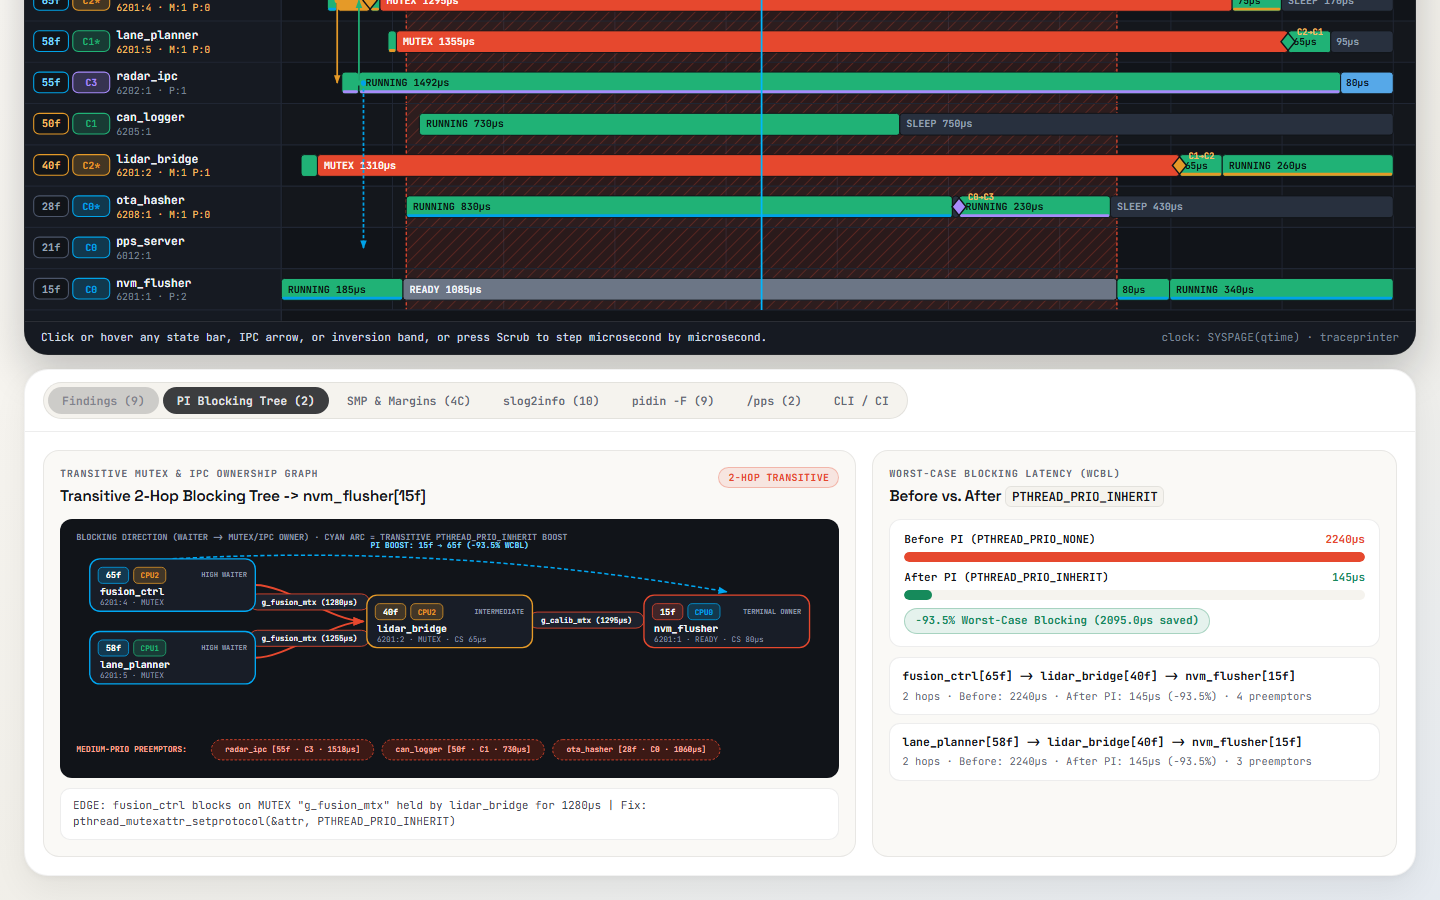 65f C2* 6201:4 · M:1 P:0 MUTEX 1295µs 75µs SLEEP 170µs
58f C1* lane_planner MUTEX 1355µs C2→C1 65µs 95µs
6201:5 · M:1 P:0
55f C3 radar_ipc RUNNING 1492µs 80µs
6202:1 · P:1
50f C1 can_logger RUNNING 730µs SLEEP 750µs
6205:1
40f C2* lidar_bridge MUTEX 1310µs C1→C2 65µs RUNNING 260µs
6201:2 · M:1 P:1
28f C0* ota_hasher RUNNING 830µs C0→C3 RUNNING 230µs SLEEP 430µs
6208:1 · M:1 P:0
21f C0 pps_server
6012:1
15f C0 nvm_flusher RUNNING 185µs READY 1085µs 80µs RUNNING 340µs
6201:1 · P:2
Click or hover any state bar, IPC arrow, or inversion band, or press Scrub to step microsecond by microsecond. clock: SYSPAGE(qtime) · traceprinter
Findings (9) PI Blocking Tree (2) SMP & Margins (4C) slog2info (10) pidin -F (9) /pps (2) CLI / CI
TRANSITIVE MUTEX & IPC OWNERSHIP GRAPH
Transitive 2-Hop Blocking Tree -> nvm_flusher[15f]
2-HOP TRANSITIVE
BLOCKING DIRECTION (WAITER → MUTEX/IPC OWNER) · CYAN ARC = TRANSITIVE PTHREAD_PRIO_INHERIT BOOST
PI BOOST: 15f → 65f (-93.5% WCBL)
65f CPU2 HIGH WAITER
fusion_ctrl
6201:4 · MUTEX
g_fusion_mtx (1280µs)
58f CPU1 HIGH WAITER
lane_planner
6201:5 · MUTEX
g_fusion_mtx (1255µs)
40f CPU2 INTERMEDIATE
lidar_bridge
6201:2 · MUTEX · CS 65µs
g_calib_mtx (1295µs)
15f CPU0 TERMINAL OWNER
nvm_flusher
6201:1 · READY · CS 80µs
MEDIUM-PRIO PREEMPTORS: radar_ipc [55f · C3 · 1518µs] can_logger [50f · C1 · 730µs] ota_hasher [28f · C0 · 1060µs]
EDGE: fusion_ctrl blocks on MUTEX "g_fusion_mtx" held by lidar_bridge for 1280µs | Fix:
pthread_mutexattr_setprotocol(&attr, PTHREAD_PRIO_INHERIT)
WORST-CASE BLOCKING LATENCY (WCBL)
Before vs. After PTHREAD_PRIO_INHERIT
Before PI (PTHREAD_PRIO_NONE) 2240µs
After PI (PTHREAD_PRIO_INHERIT) 145µs
-93.5% Worst-Case Blocking (2095.0µs saved)
fusion_ctrl[65f] → lidar_bridge[40f] → nvm_flusher[15f]
2 hops · Before: 2240µs · After PI: 145µs (-93.5%) · 4 preemptors
lane_planner[58f] → lidar_bridge[40f] → nvm_flusher[15f]
2 hops · Before: 2240µs · After PI: 145µs (-93.5%) · 3 preemptors